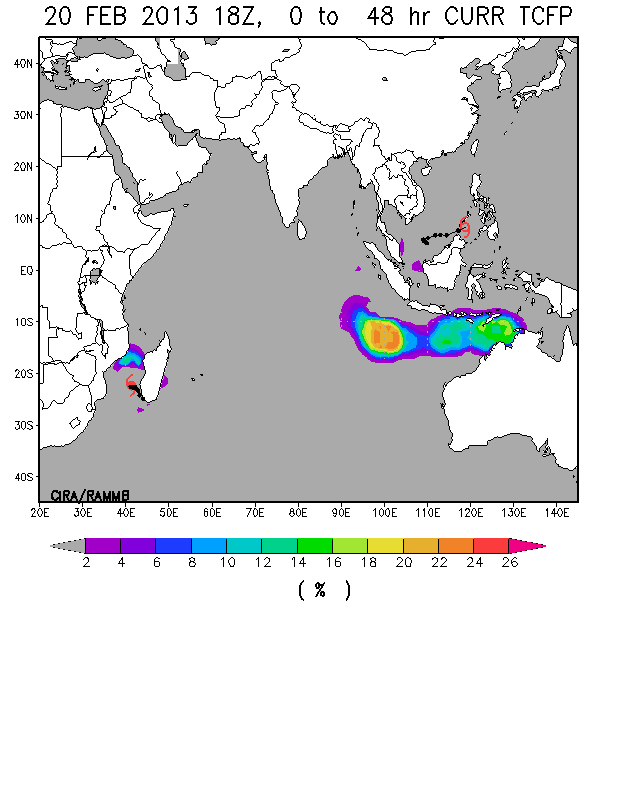 20 FEB 2013 18Z, 0 to 48 hr CURR TCFP
40N
30N
20N
10N
EQ
10S
20S
30S
40S
CIRA/RAMMB
20E 30E 40E 50E 60E 70E 80E 90E 100E 110E 120E 130E 140E
2 4 6 8 10 12 14 16 18 20 22 24 26
( % )